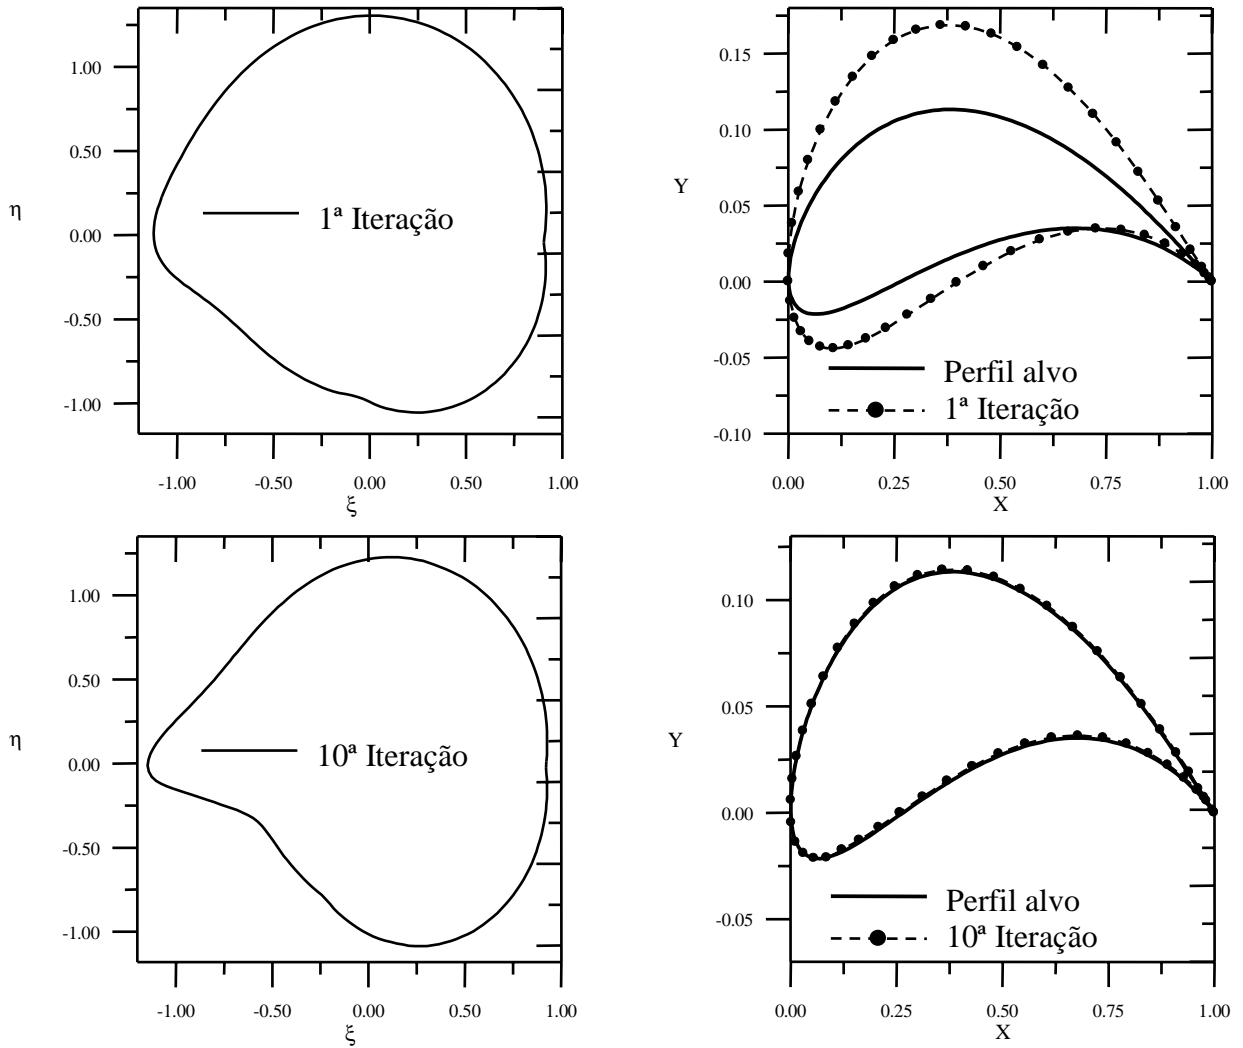 1.00
0.50
0.00
-0.50
-1.00
η
1ª Iteração
-1.00 -0.50 0.00 0.50 1.00
ξ
0.15
0.10
0.05
0.00
-0.05
-0.10
Y
Perfil alvo
1ª Iteração
0.00 0.25 0.50 0.75 1.00
X
1.00
0.50
0.00
-0.50
-1.00
η
10ª Iteração
-1.00 -0.50 0.00 0.50 1.00
ξ
0.10
0.05
0.00
-0.05
Y
Perfil alvo
10ª Iteração
0.00 0.25 0.50 0.75 1.00
X